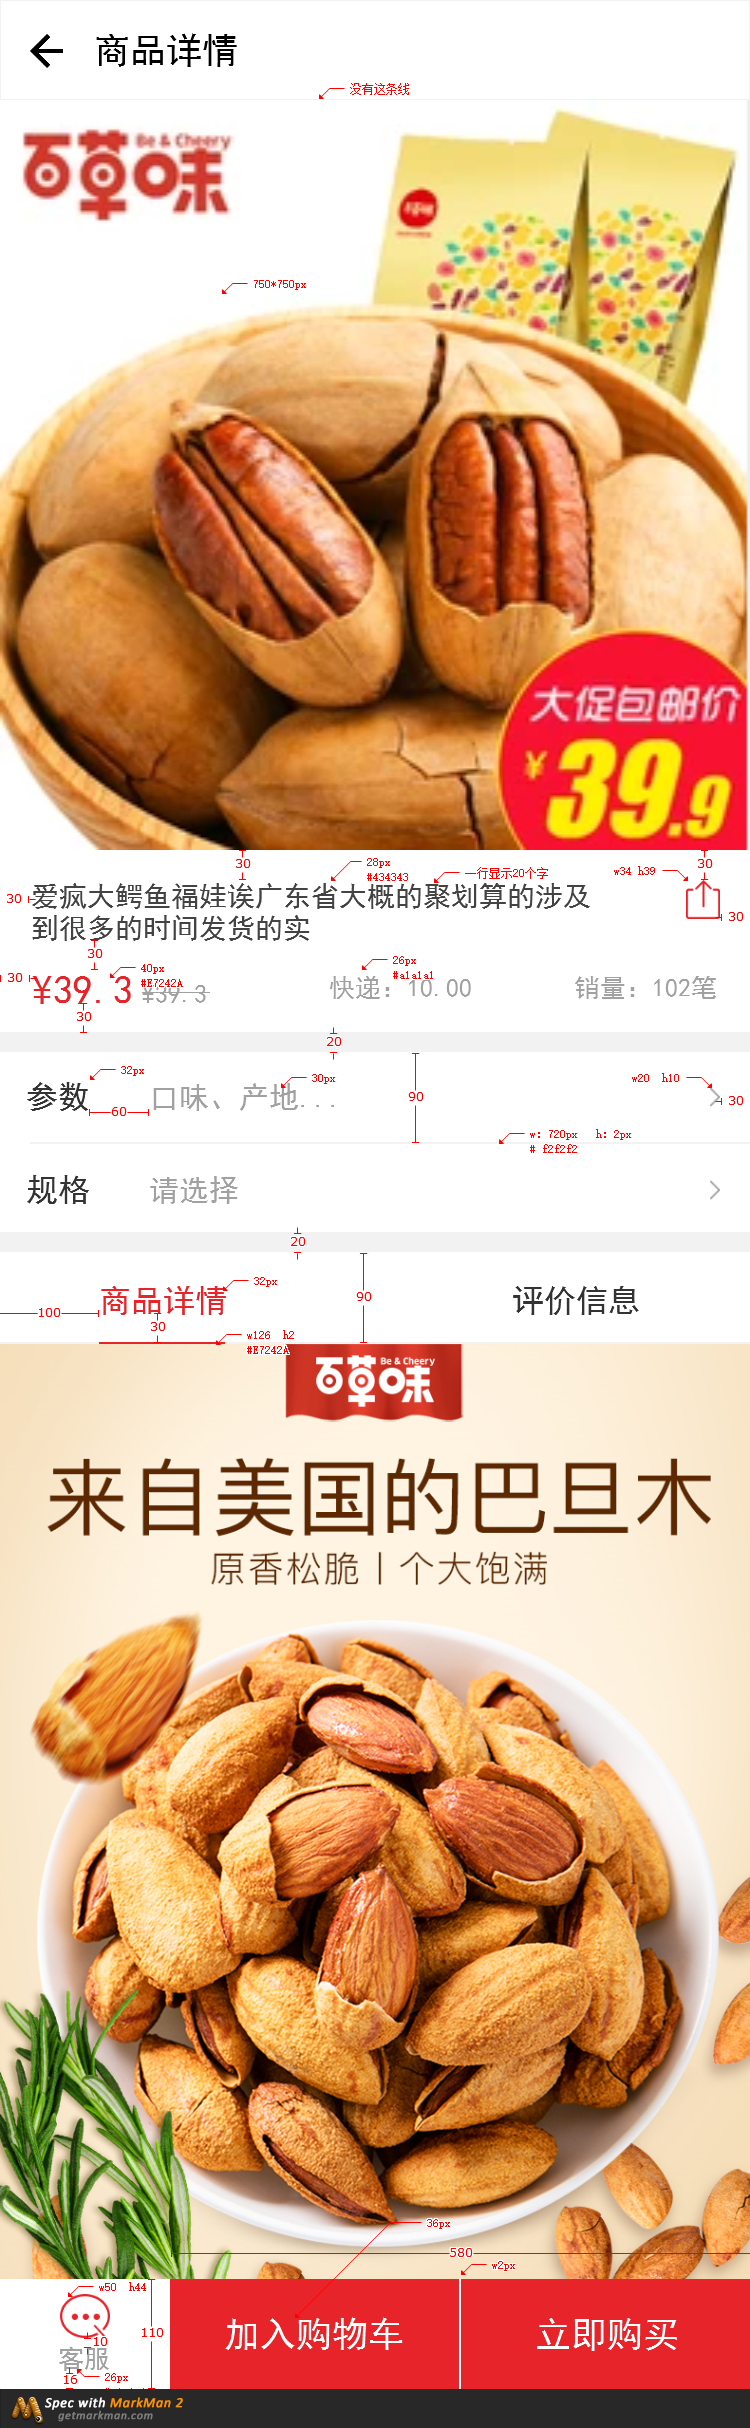 商品详情
没有这条线
Be & Cheery
百草味
750*750px
大促包邮价
¥39.9
30
30
28px
#434343
一行显示20个字
w34 h39
30
爱疯大鳄鱼福娃诶广东省大概的聚划算的涉及
30
到很多的时间发货的实
30
30
40px
#E7242A
26px
#a1a1a1
¥39.3
¥39.3
快递：10.00
销量：102笔
30
20
32px
30px
w20 h10
参数
60
口味、产地...
90
30
w: 720px h: 2px
# f2f2f2
规格
请选择
20
32px
商品详情
90
评价信息
100
30
w126 h2
#E7242A
Be & Cheery
百草味
来自美国的巴旦木
原香松脆丨个大饱满
36px
580
w2px
w50 h44
110
加入购物车
立即购买
10
客服
16
26px
Spec with MarkMan 2
getmarkman.com